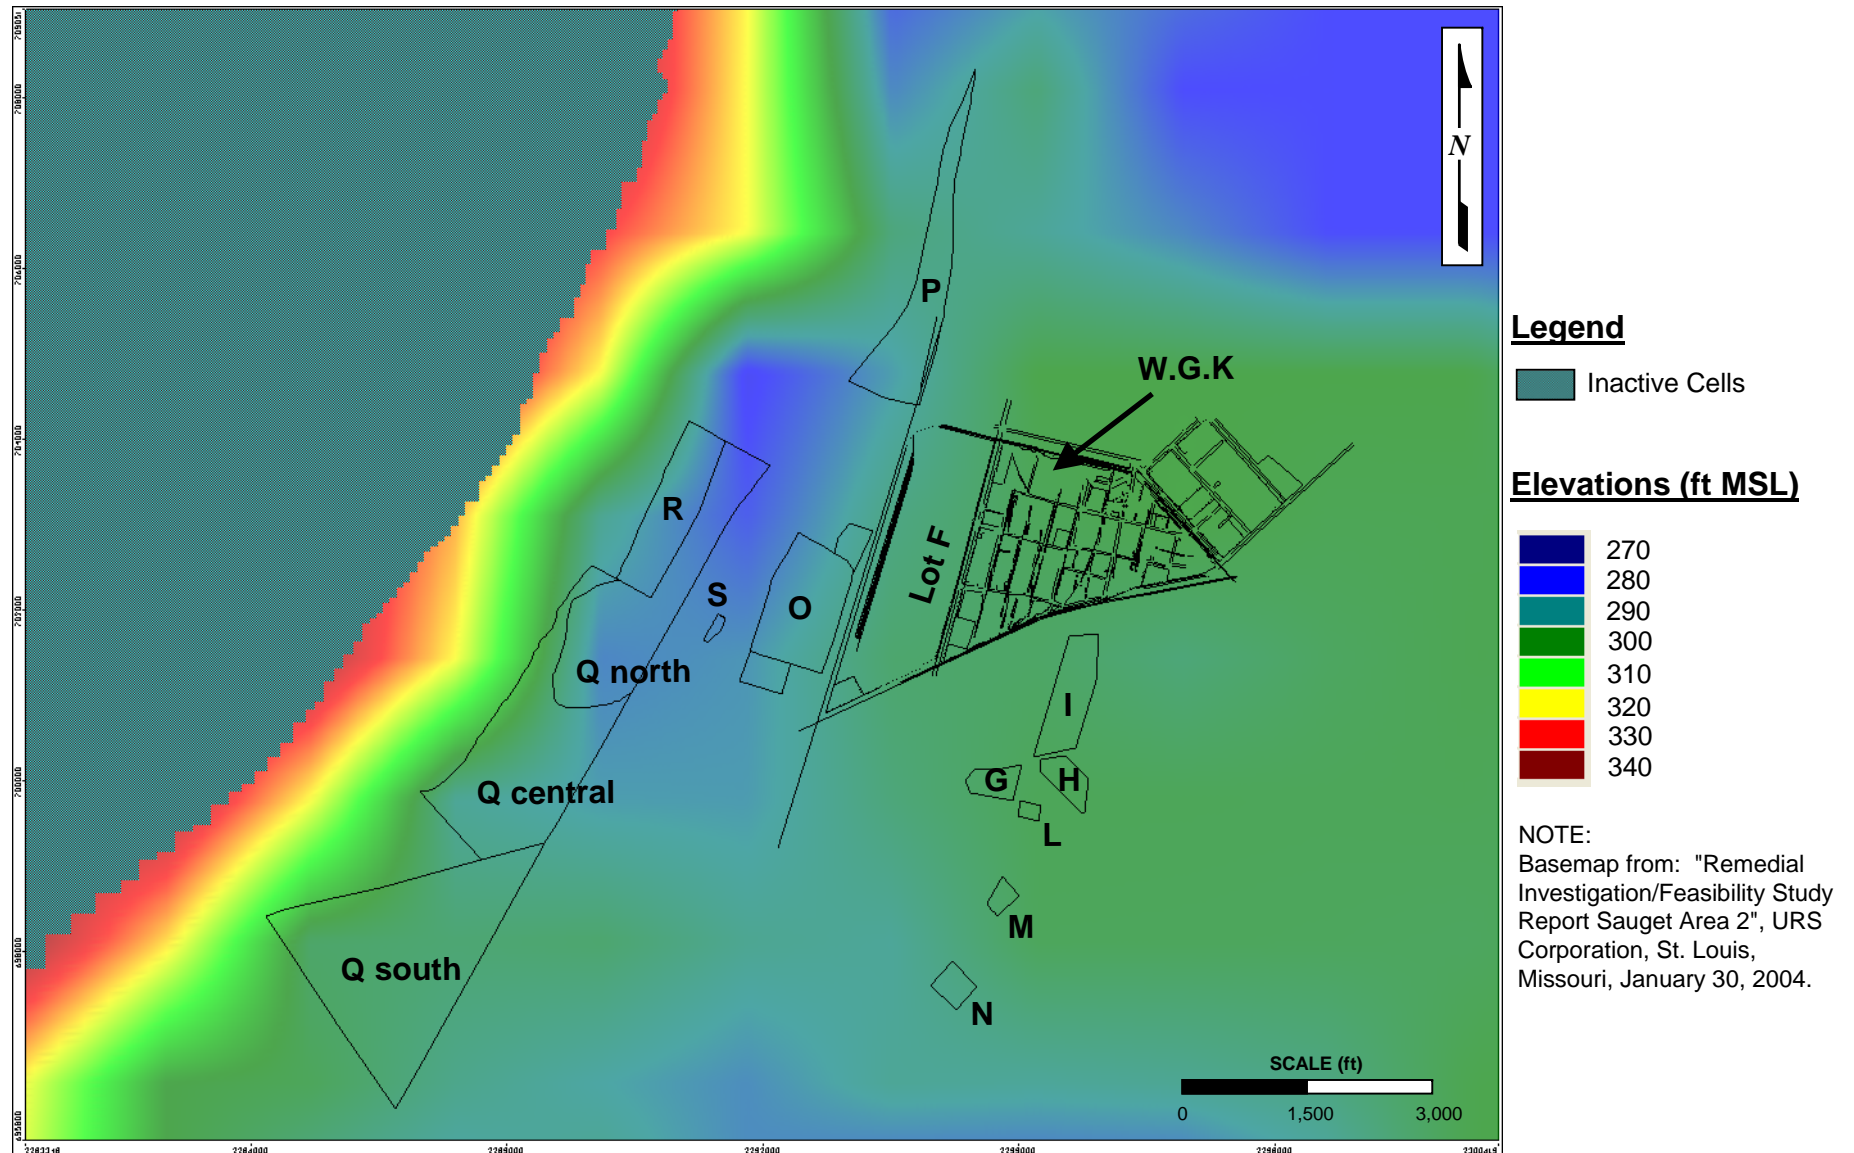 N
P
W.G.K
R
Lot F
S
O
Q north
I
G
H
Q central
L
M
Q south
N
SCALE (ft)
0 1,500 3,000
Legend
Inactive Cells
Elevations (ft MSL)
270
280
290
300
310
320
330
340
NOTE:
Basemap from: "Remedial
Investigation/Feasibility Study
Report Sauget Area 2", URS
Corporation, St. Louis,
Missouri, January 30, 2004.